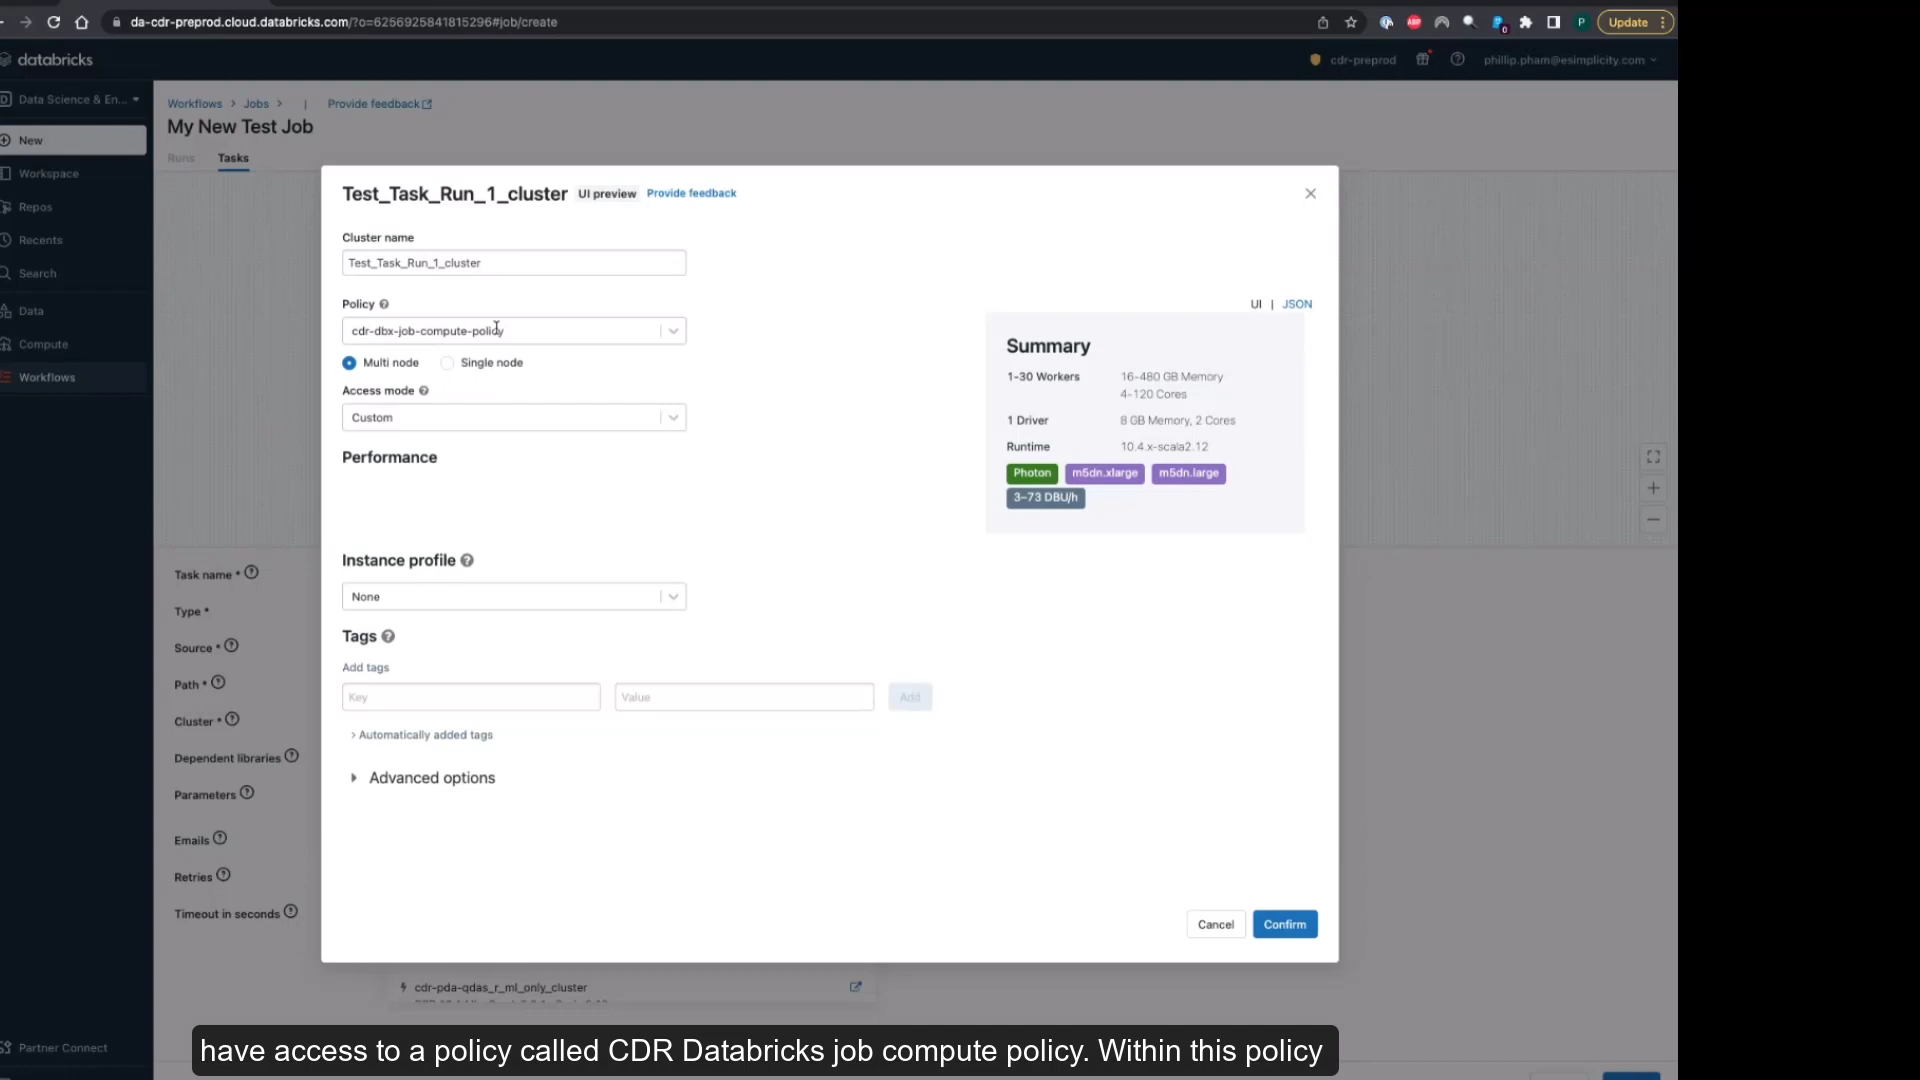 da-cdr-preprod.cloud.databricks.com/?o=6256925841815296#job/create
ABP
0
P
Update
databricks
cdr-preprod
phillip.pham@esimplicity.com
D Data Science & En...
New
Workspace
Repos
Recents
Search
Data
Compute
Workflows
Partner Connect
Workflows > Jobs > | Provide feedback
My New Test Job
Runs Tasks
Test_Task_Run_1_cluster UI preview Provide feedback
Cluster name
Test_Task_Run_1_cluster
Policy
cdr-dbx-job-compute-policy
Multi node Single node
Access mode
Custom
Performance
Instance profile
None
Tags
Add tags
Key Value Add
> Automatically added tags
Advanced options
UI | JSON
Summary
1-30 Workers 16-480 GB Memory
4-120 Cores
1 Driver 8 GB Memory, 2 Cores
Runtime 10.4.x-scala2.12
Photon m5dn.xlarge m5dn.large
3–73 DBU/h
Cancel Confirm
Task name *
Type *
Source *
Path *
Cluster *
Dependent libraries
Parameters
Emails
Retries
Timeout in seconds
cdr-pda-qdas_r_ml_only_cluster
have access to a policy called CDR Databricks job compute policy. Within this policy